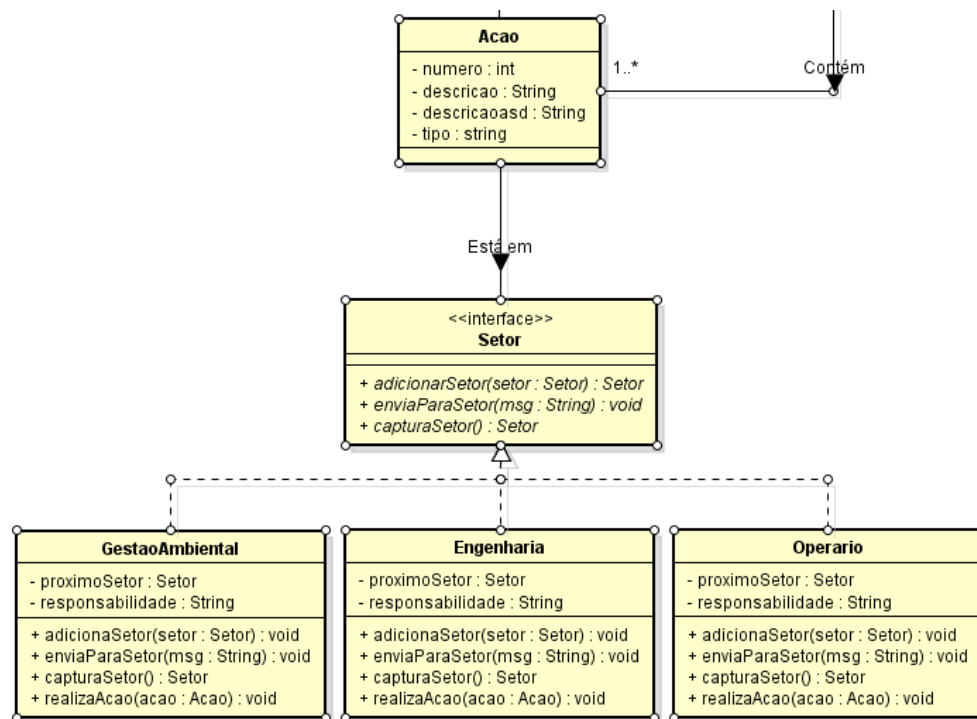 Acao
- numero : int
- descricao : String
- descricaoasd : String
- tipo : string
1..*
Contém
Está em
<<interface>>
Setor
+ adicionarSetor(setor : Setor) : Setor
+ enviaParaSetor(msg : String) : void
+ capturaSetor() : Setor
GestaoAmbiental
- proximoSetor : Setor
- responsabilidade : String
+ adicionaSetor(setor : Setor) : void
+ enviaParaSetor(msg : String) : void
+ capturaSetor() : Setor
+ realizaAcao(acao : Acao) : void
Engenharia
- proximoSetor : Setor
- responsabilidade : String
+ adicionaSetor(setor : Setor) : void
+ enviaParaSetor(msg : String) : void
+ capturaSetor() : Setor
+ realizaAcao(acao : Acao) : void
Operario
- proximoSetor : Setor
- responsabilidade : String
+ adicionaSetor(setor : Setor) : void
+ enviaParaSetor(msg : String) : void
+ capturaSetor() : Setor
+ realizaAcao(acao : Acao) : void